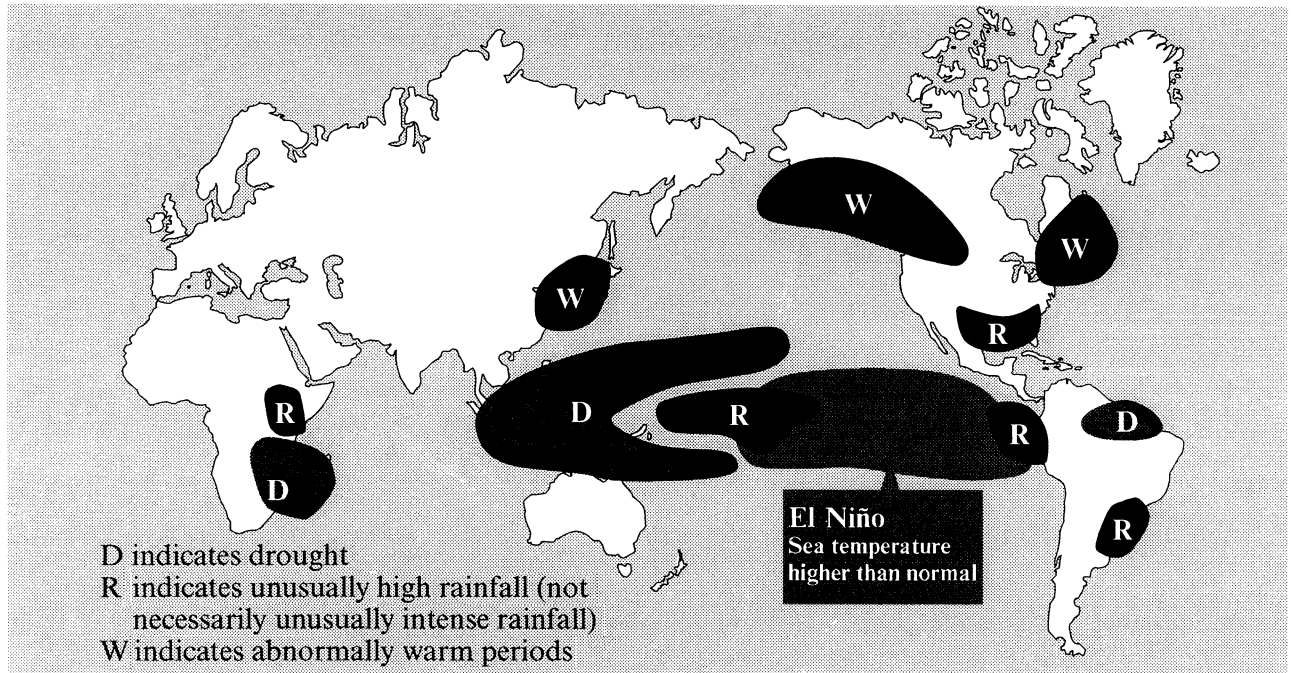 W
W
W
R
R
D
R
R
D
D
R
El Niño
Sea temperature
higher than normal
D indicates drought
R indicates unusually high rainfall (not
necessarily unusually intense rainfall)
W indicates abnormally warm periods